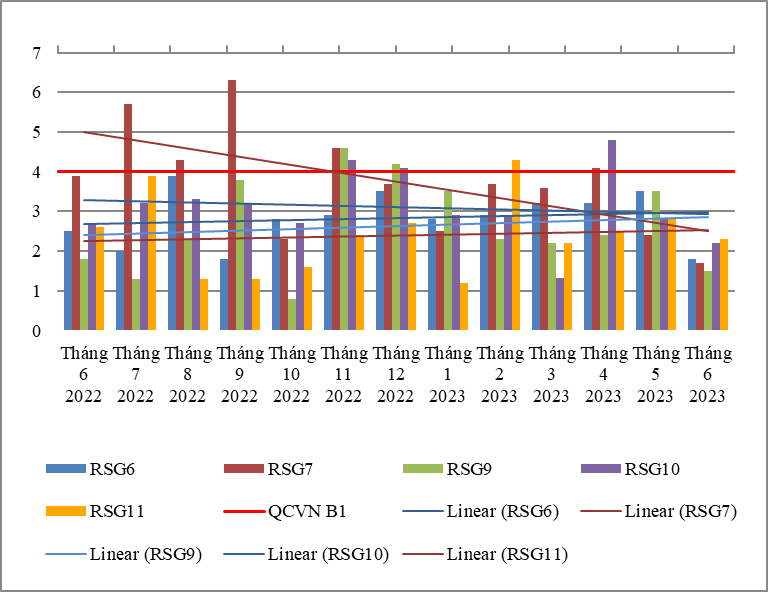 7
6
5
4
3
2
1
0
Tháng 6 2022
Tháng 7 2022
Tháng 8 2022
Tháng 9 2022
Tháng 10 2022
Tháng 11 2022
Tháng 12 2022
Tháng 1 2023
Tháng 2 2023
Tháng 3 2023
Tháng 4 2023
Tháng 5 2023
Tháng 6 2023
RSG6 RSG7 RSG9 RSG10
RSG11 QCVN B1 Linear (RSG6) Linear (RSG7)
Linear (RSG9) Linear (RSG10) Linear (RSG11)